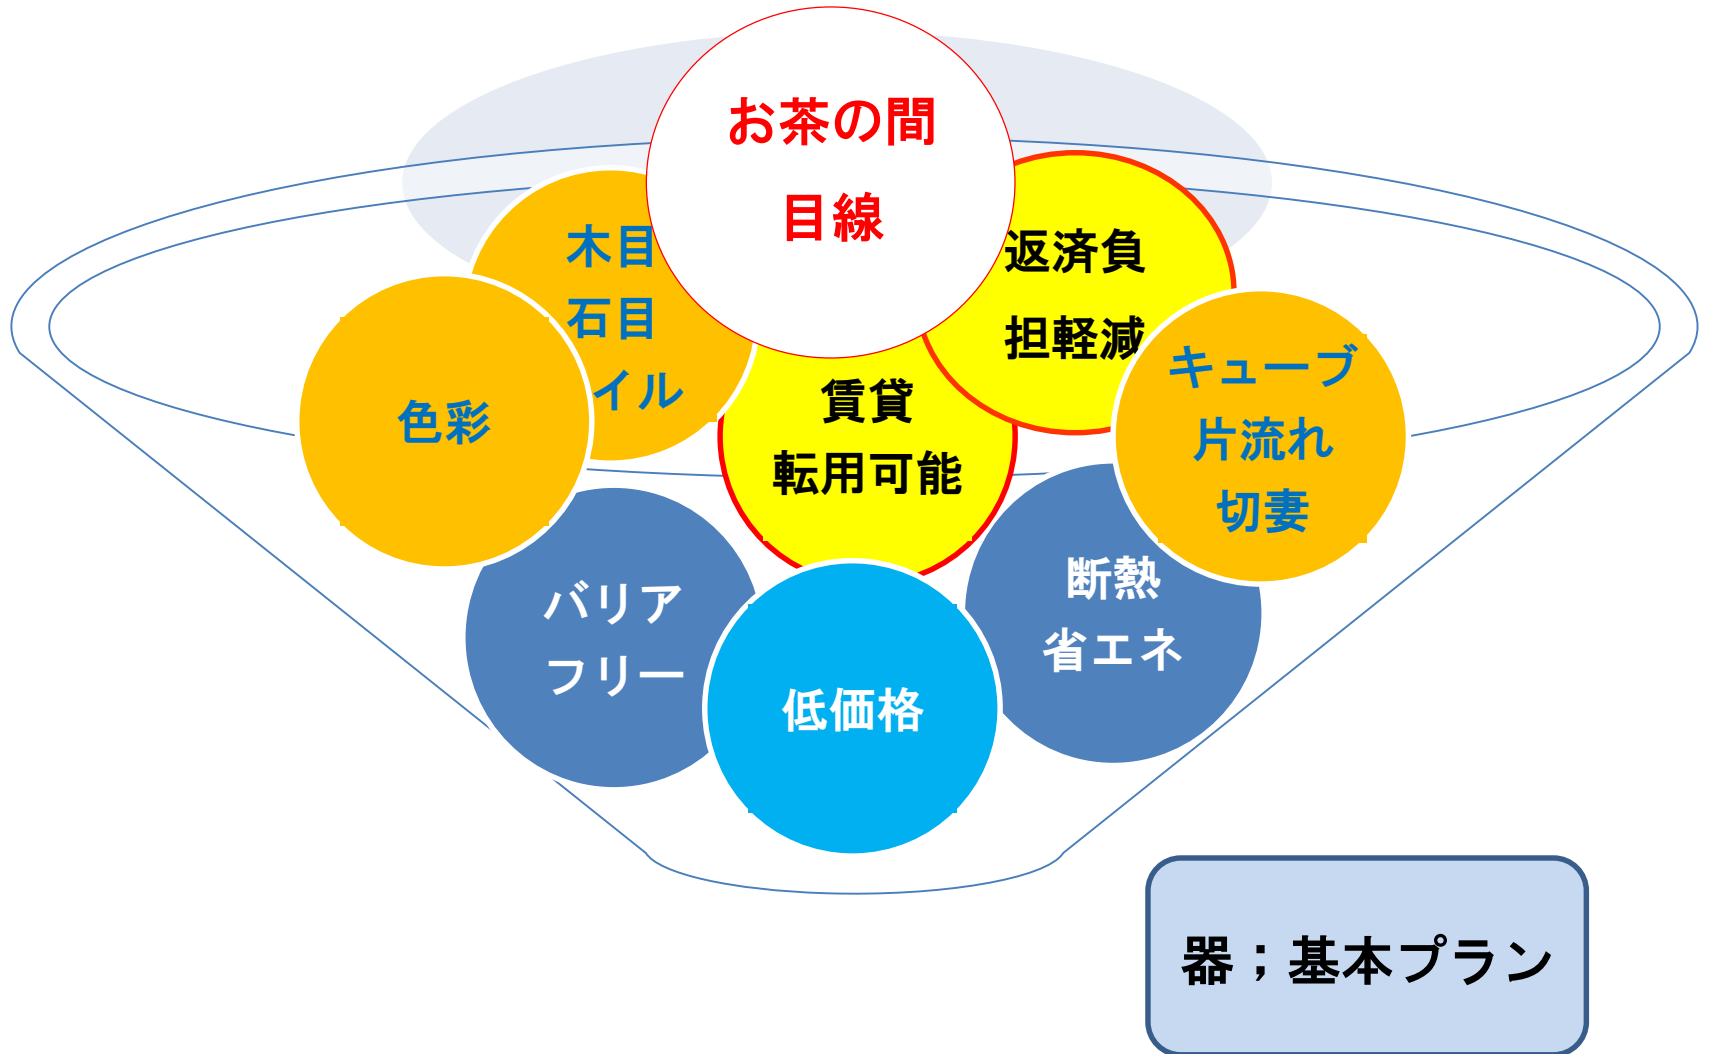 お茶の間
目線
木目
石目
イル
返済負
担軽減
色彩
賃貸
転用可能
キューブ
片流れ
切妻
バリア
フリー
断熱
省エネ
低価格
器；基本プラン